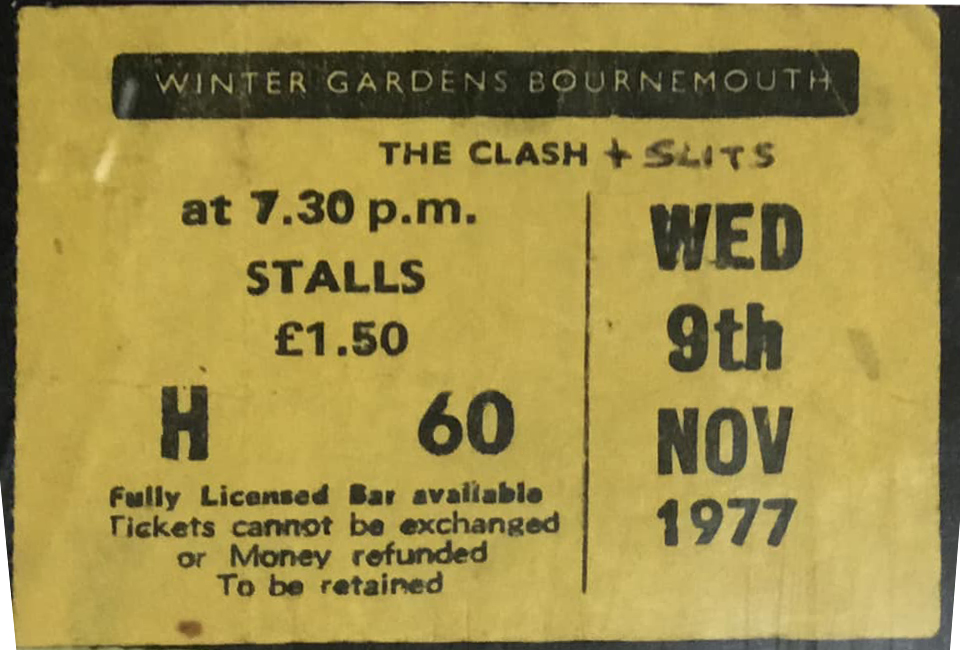 WINTER GARDENS BOURNEMOUTH
THE CLASH + SLITS
at 7.30 p.m.
STALLS
£1.50
H 60
Fully Licensed Bar available
Tickets cannot be exchanged
or Money refunded
To be retained
WED
9th
NOV
1977